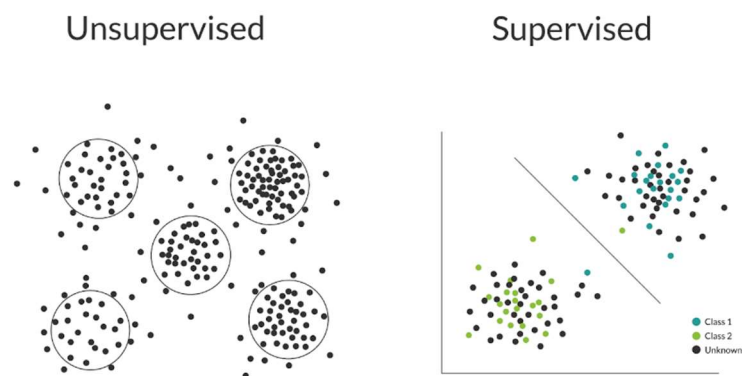 Unsupervised
Supervised
Class 1
Class 2
Unknown